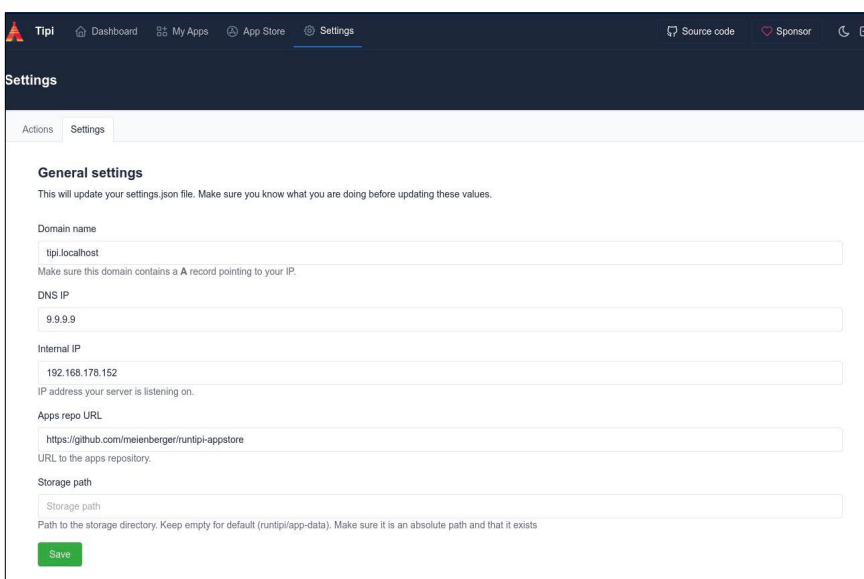 Tipi Dashboard My Apps App Store Settings Source code Sponsor
Settings
Actions Settings
General settings
This will update your settings.json file. Make sure you know what you are doing before updating these values.
Domain name
tipi.localhost
Make sure this domain contains a A record pointing to your IP.
DNS IP
9.9.9.9
Internal IP
192.168.178.152
IP address your server is listening on.
Apps repo URL
https://github.com/meienberger/runtipi-appstore
URL to the apps repository.
Storage path
Storage path
Path to the storage directory. Keep empty for default (runtipi/app-data). Make sure it is an absolute path and that it exists
Save